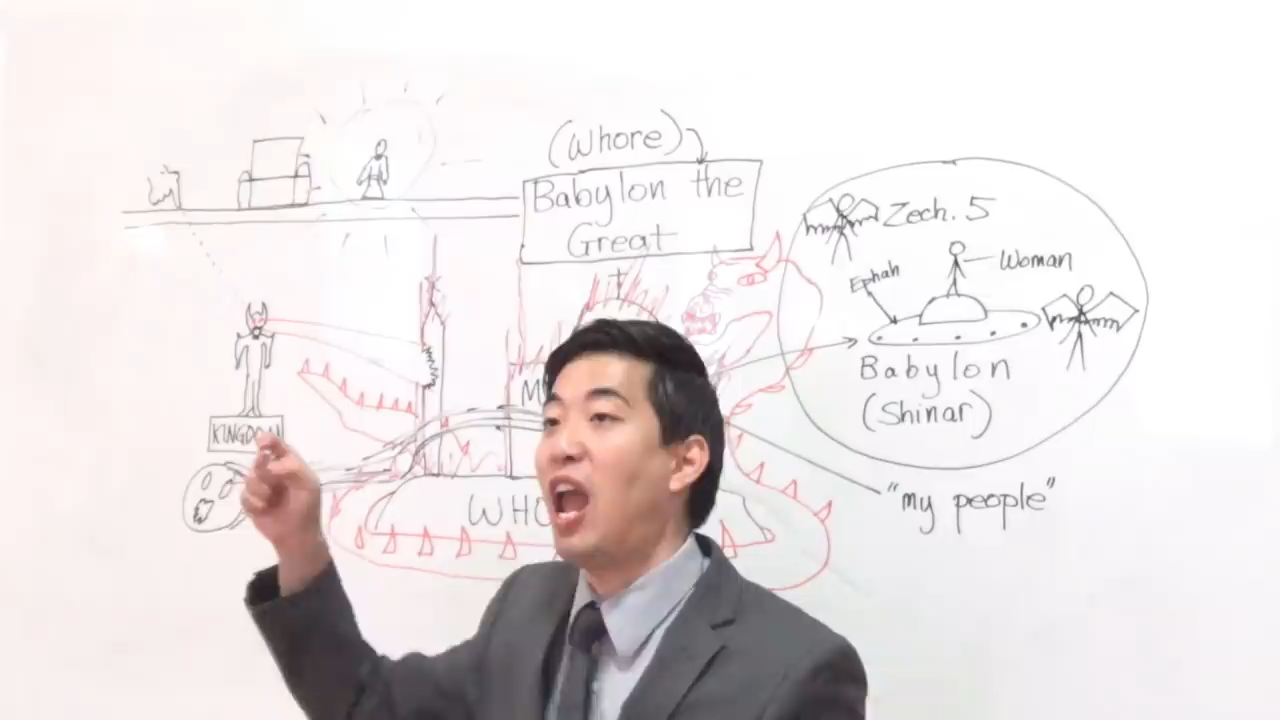 (whore)
Babylon the
Great
Zech. 5
Ephah
Woman
Babylon
(Shinar)
KINGDOM
"my people"